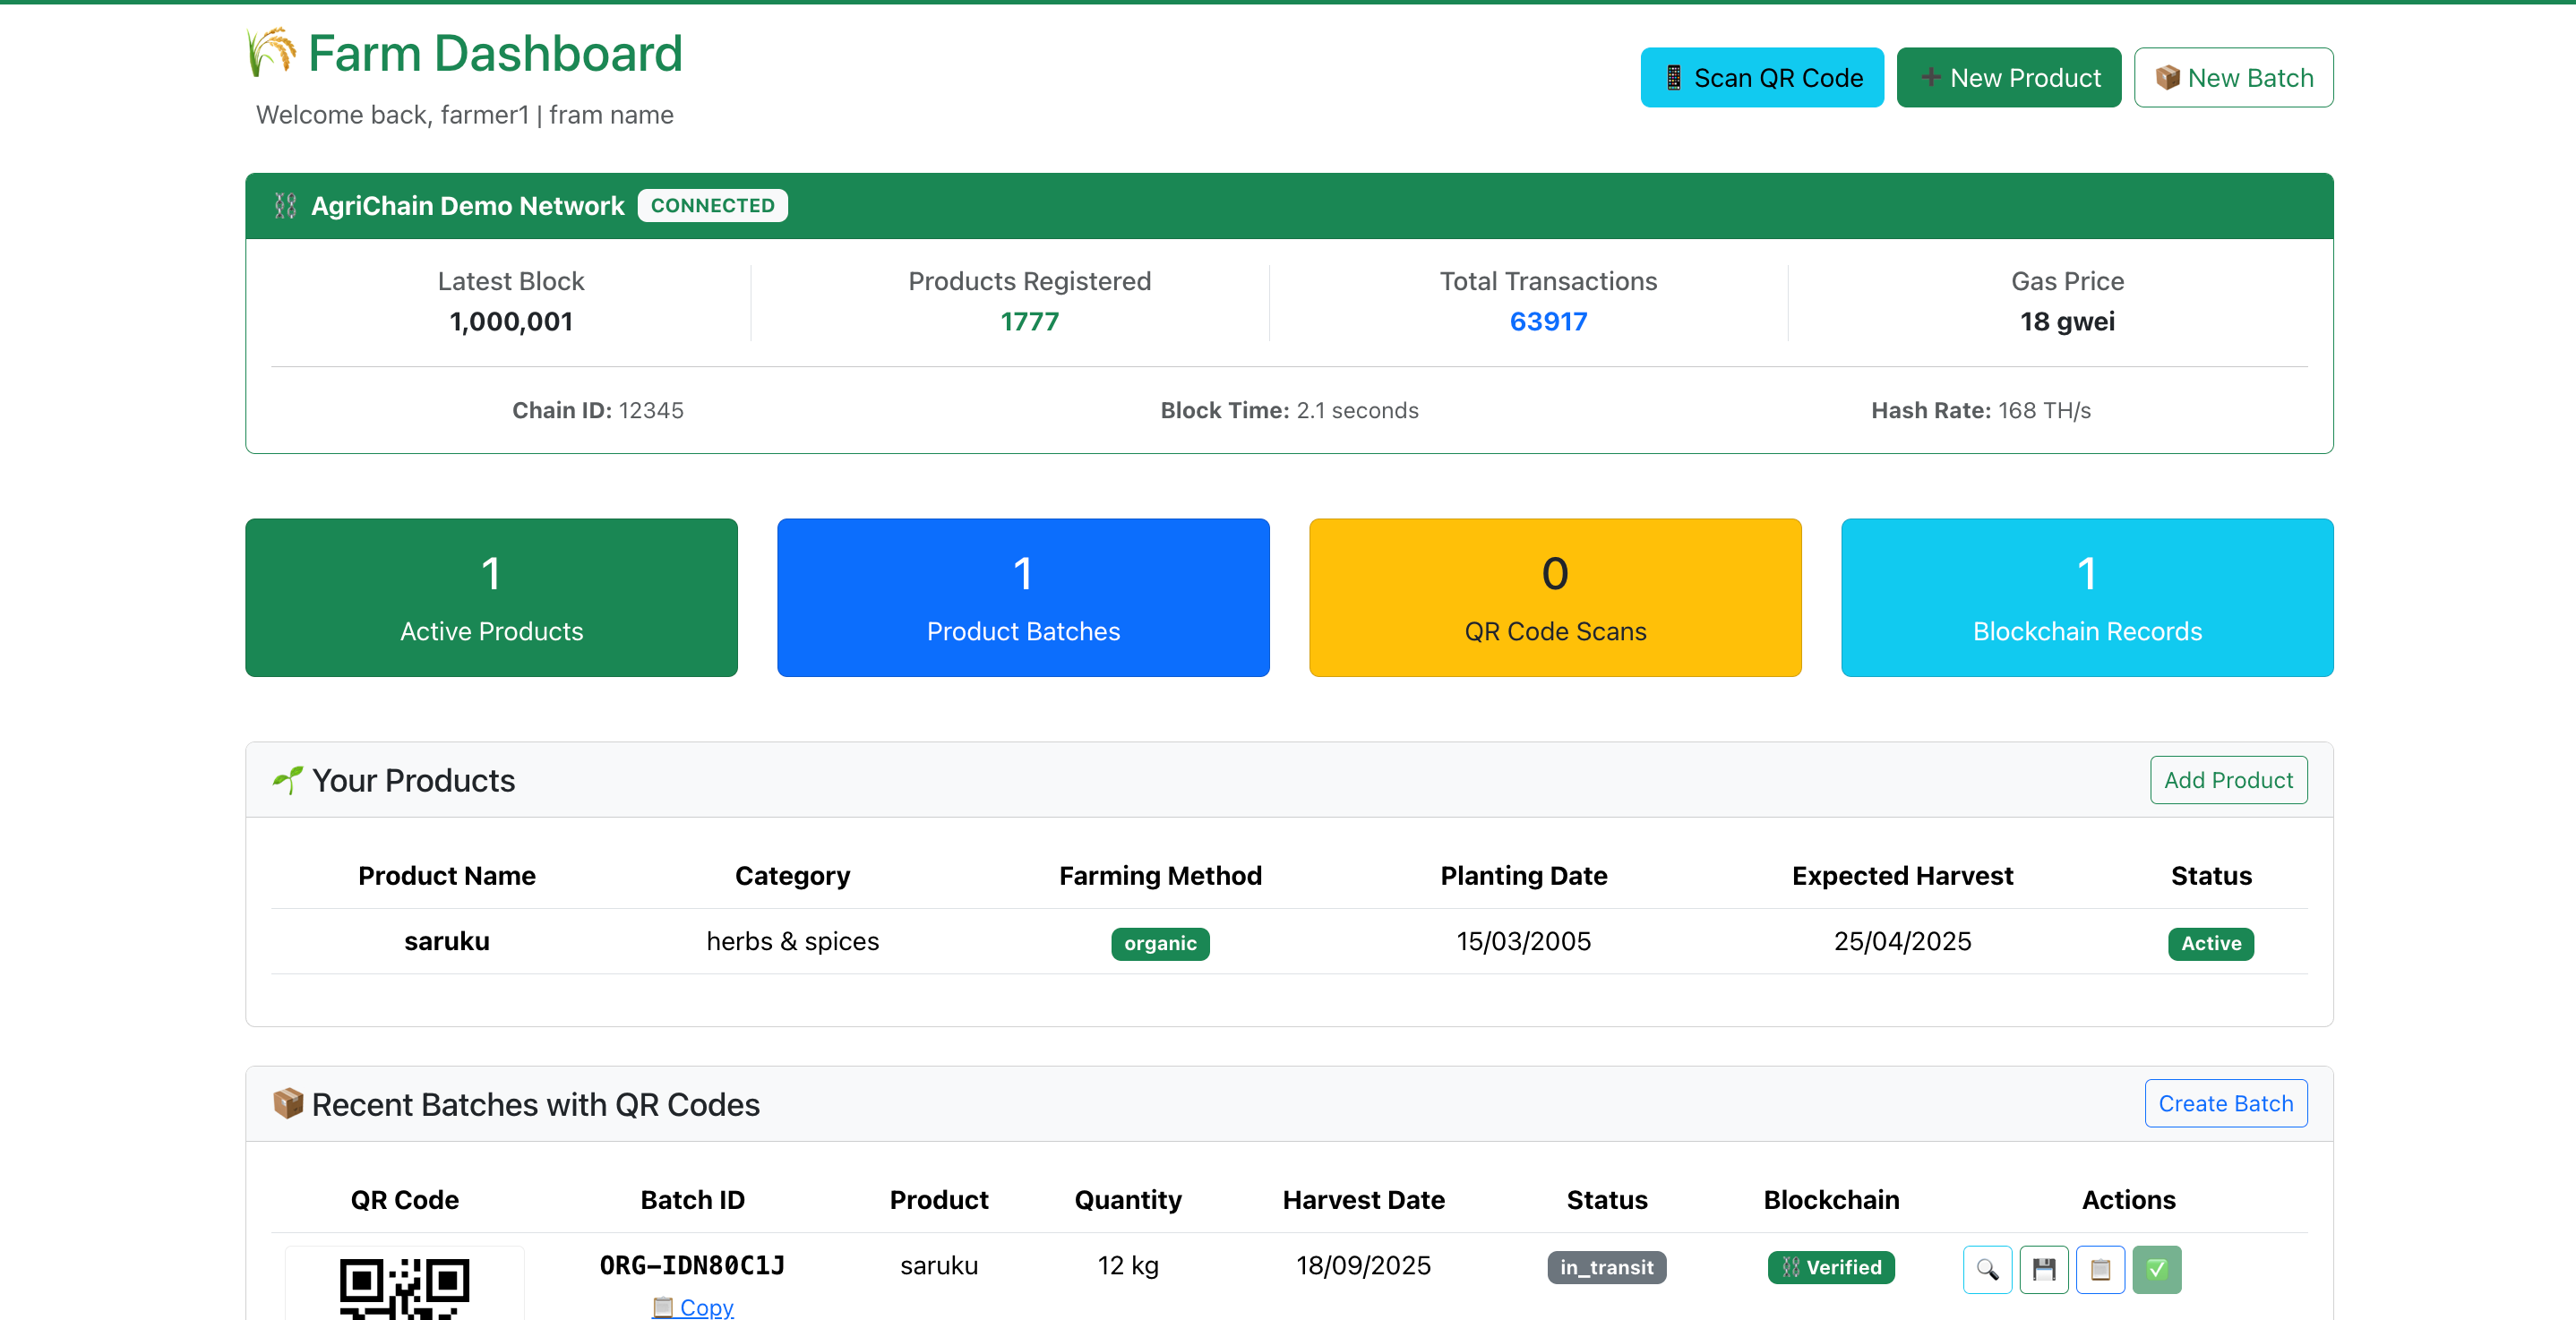 Farm Dashboard
Welcome back, farmer1 | fram name
Scan QR Code
New Product
New Batch
AgriChain Demo Network CONNECTED
Latest Block Products Registered Total Transactions Gas Price
1,000,001 1777 63917 18 gwei
Chain ID: 12345 Block Time: 2.1 seconds Hash Rate: 168 TH/s
1 1 0 1
Active Products Product Batches QR Code Scans Blockchain Records
Your Products Add Product
Product Name Category Farming Method Planting Date Expected Harvest Status
saruku herbs & spices organic 15/03/2005 25/04/2025 Active
Recent Batches with QR Codes Create Batch
QR Code Batch ID Product Quantity Harvest Date Status Blockchain Actions
ORG-IDN80C1J saruku 12 kg 18/09/2025 in_transit Verified
Copy